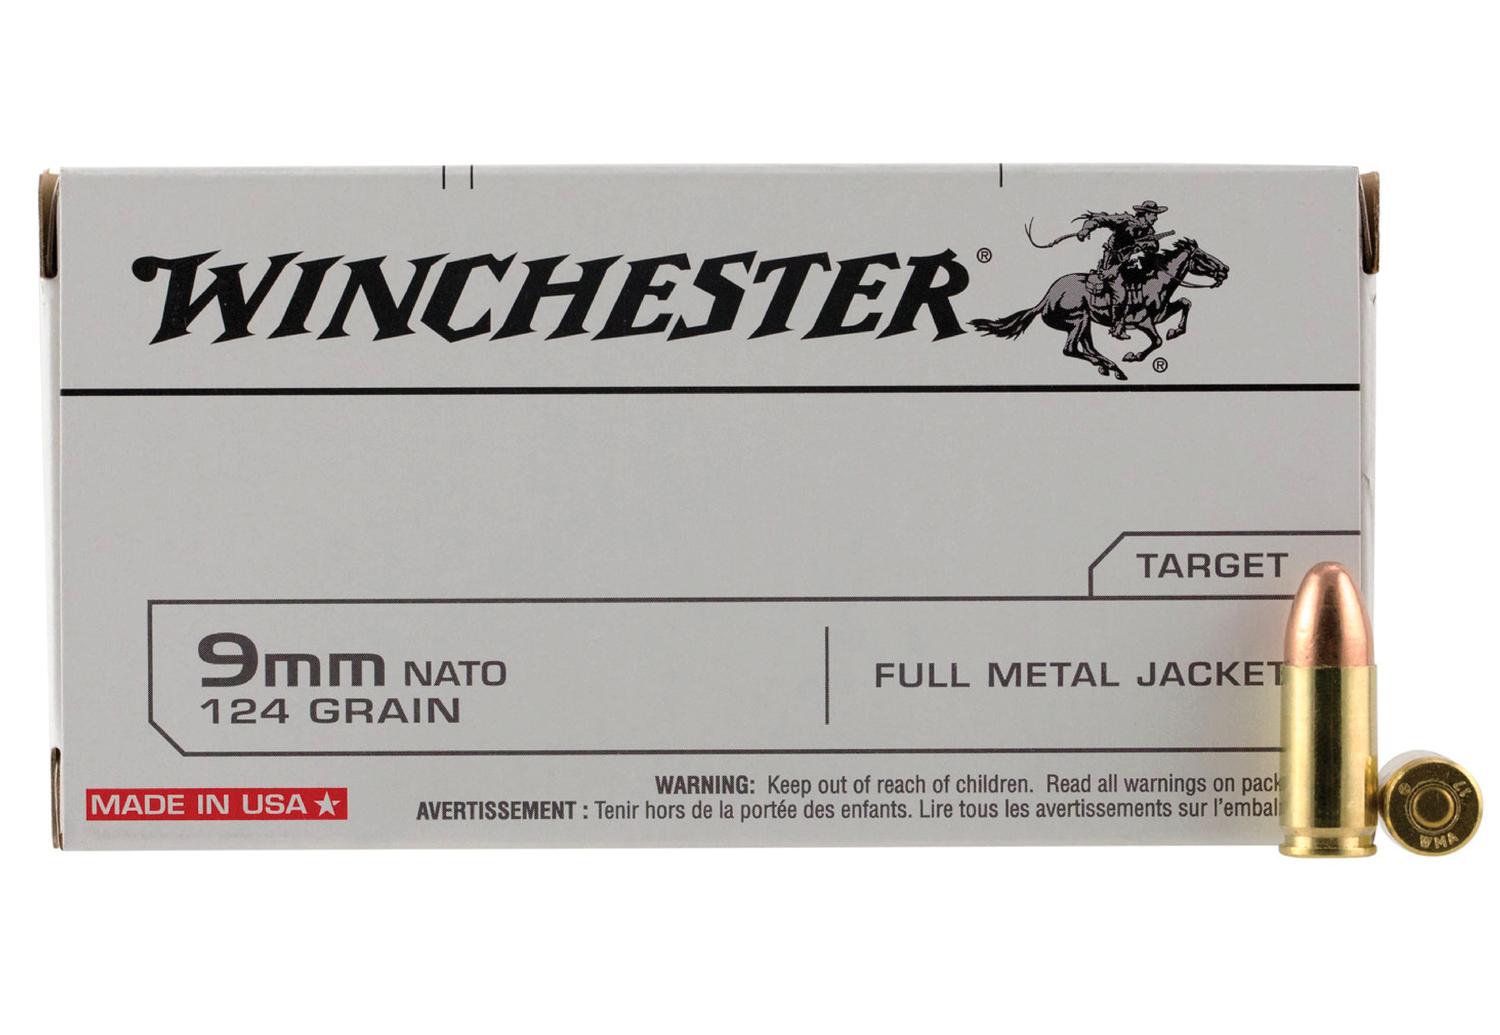 WINCHESTER®
®
TARGET
9mm NATO
124 GRAIN
FULL METAL JACKET
MADE IN USA
WARNING: Keep out of reach of children. Read all warnings on pack
AVERTISSEMENT : Tenir hors de la portée des enfants. Lire tous les avertissements sur l'embal
WMA
17